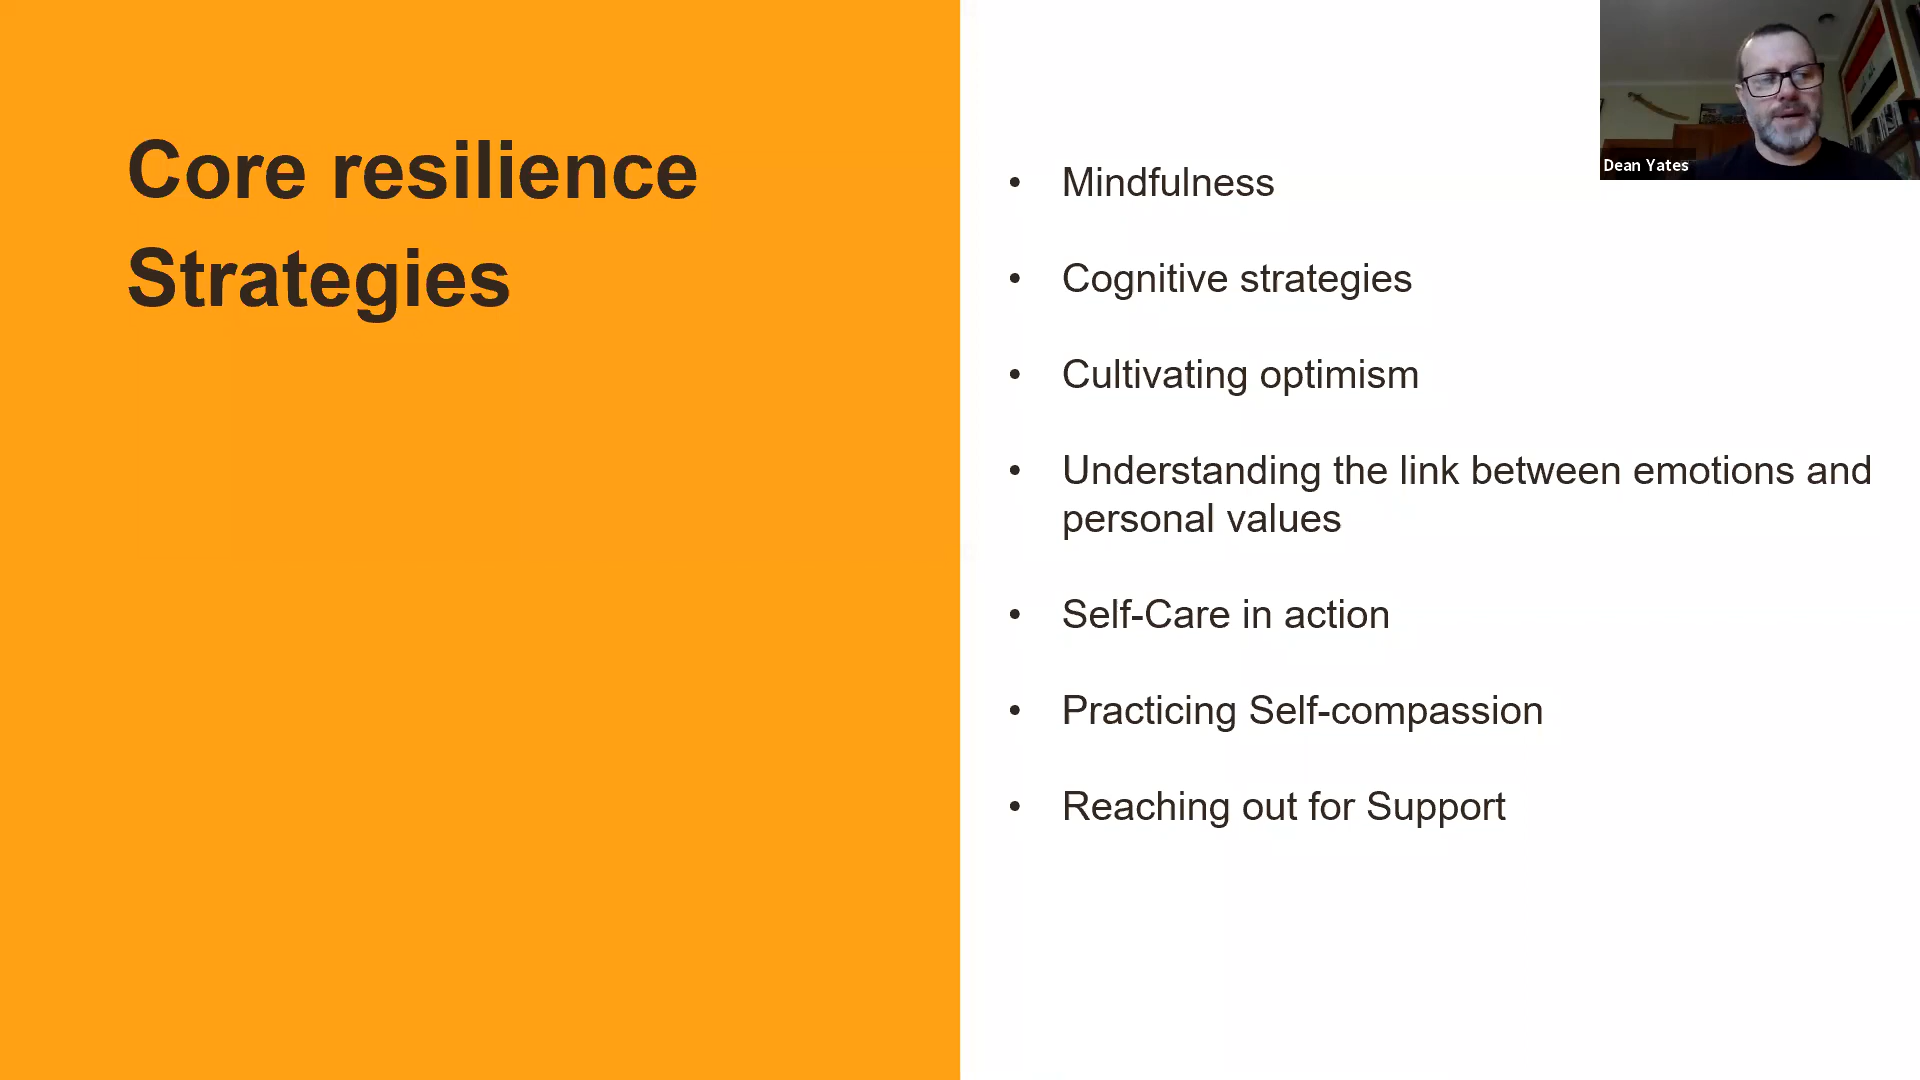 Core resilience
Strategies
• Mindfulness
• Cognitive strategies
• Cultivating optimism
• Understanding the link between emotions and
personal values
• Self-Care in action
• Practicing Self-compassion
• Reaching out for Support
Dean Yates